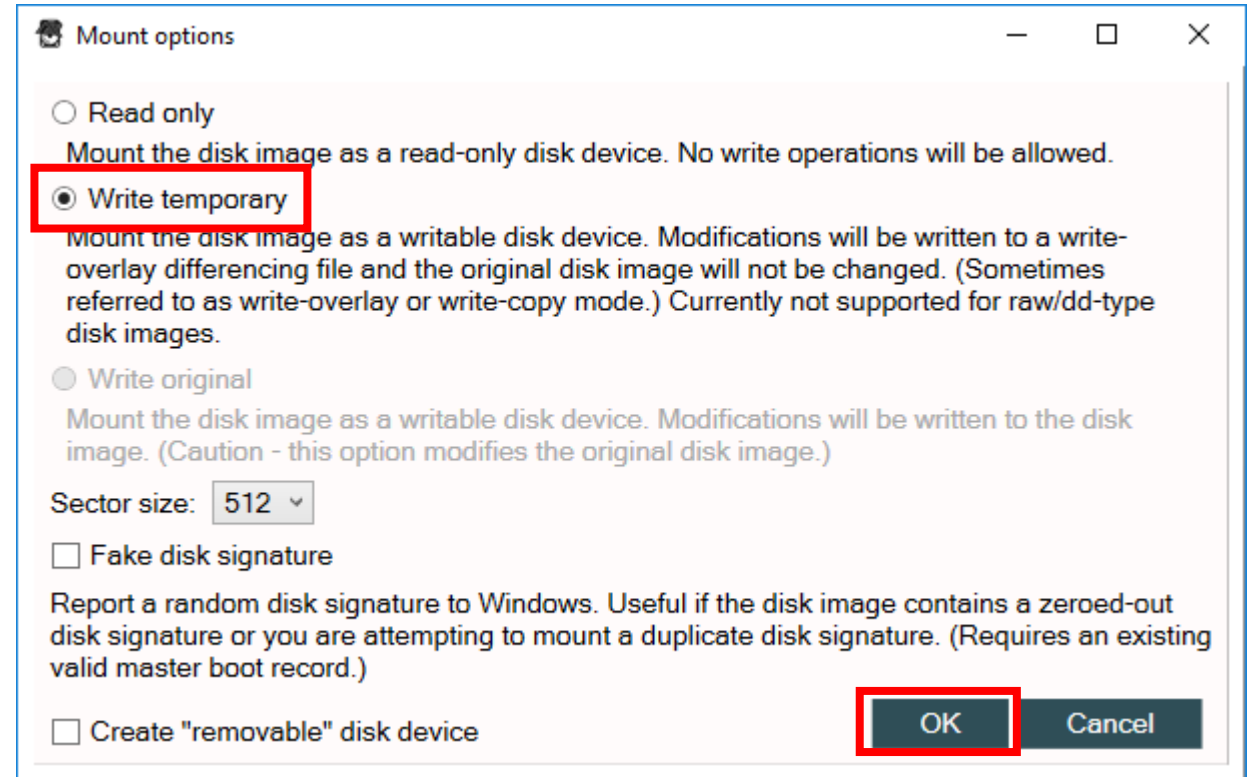 Mount options
Read only
Mount the disk image as a read-only disk device. No write operations will be allowed.
Write temporary
Mount the disk image as a writable disk device. Modifications will be written to a write-
overlay differencing file and the original disk image will not be changed. (Sometimes
referred to as write-overlay or write-copy mode.) Currently not supported for raw/dd-type
disk images.
Write original
Mount the disk image as a writable disk device. Modifications will be written to the disk
image. (Caution - this option modifies the original disk image.)
Sector size: 512
Fake disk signature
Report a random disk signature to Windows. Useful if the disk image contains a zeroed-out
disk signature or you are attempting to mount a duplicate disk signature. (Requires an existing
valid master boot record.)
Create "removable" disk device
OK Cancel